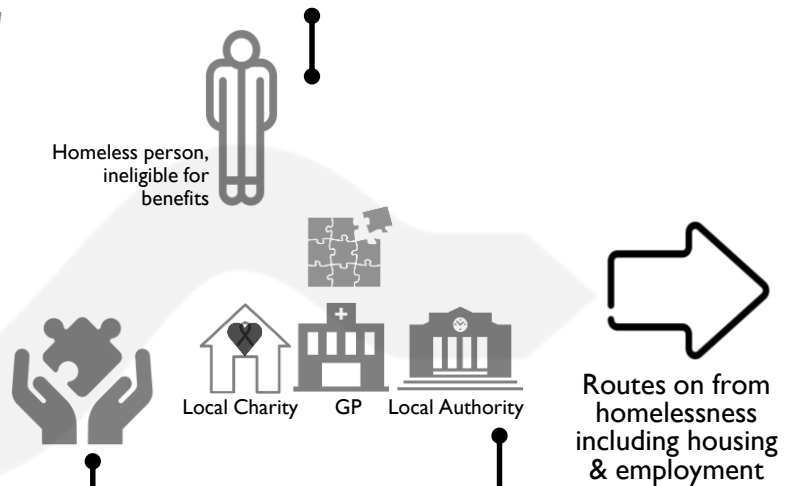 Homeless person,
ineligible for
benefits
Local Charity GP Local Authority
Routes on from
homelessness
including housing
& employment